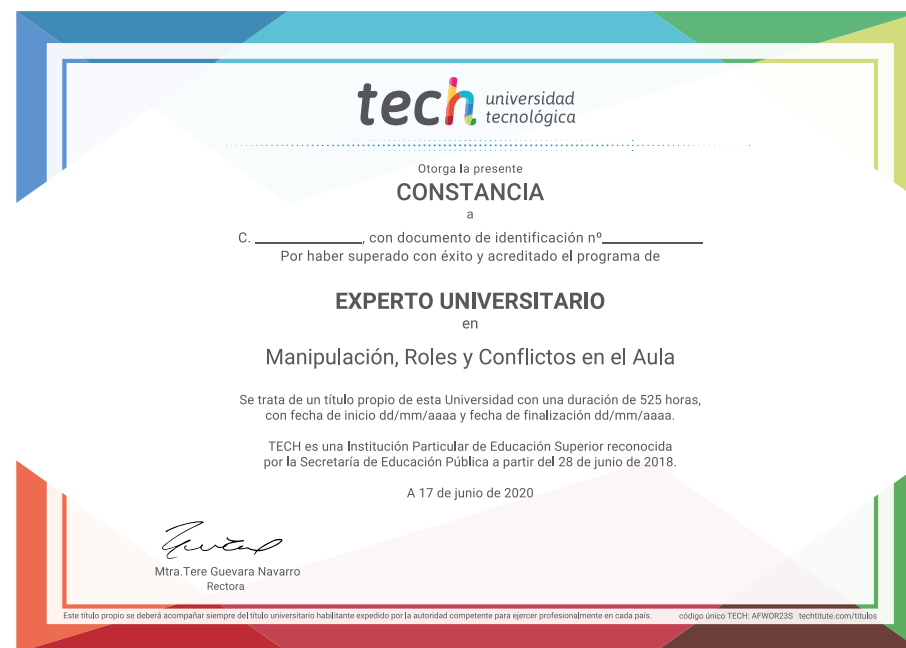 tech universidad
tecnológica
Otorga la presente
CONSTANCIA
a
C. ______________, con documento de identificación nº_____________
Por haber superado con éxito y acreditado el programa de
EXPERTO UNIVERSITARIO
en
Manipulación, Roles y Conflictos en el Aula
Se trata de un título propio de esta Universidad con una duración de 525 horas,
con fecha de inicio dd/mm/aaaa y fecha de finalización dd/mm/aaaa.
TECH es una Institución Particular de Educación Superior reconocida
por la Secretaría de Educación Pública a partir del 28 de junio de 2018.
A 17 de junio de 2020
Mtra.Tere Guevara Navarro
Rectora
Este título propio se deberá acompañar siempre del título universitario habilitante expedido por la autoridad competente para ejercer profesionalmente en cada país. código único TECH: AFWOR23S techtitute.com/títulos